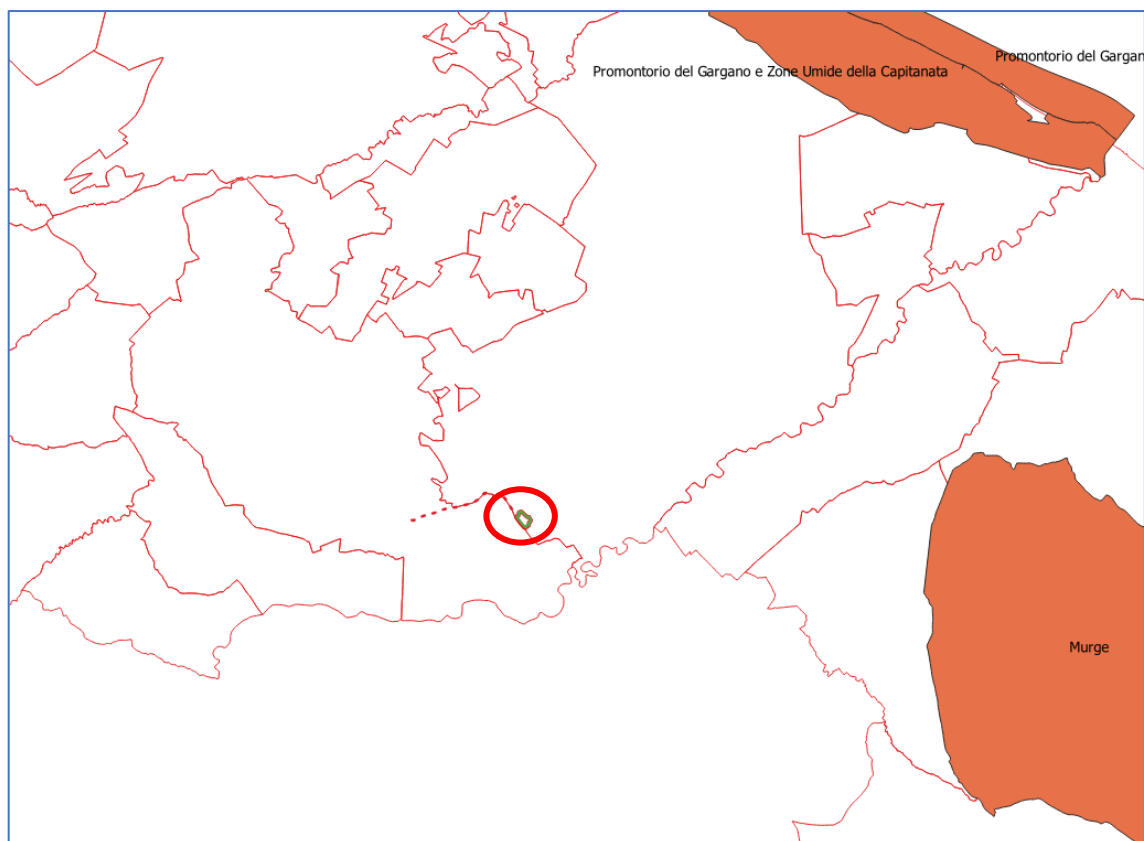 Promontorio del Gargan
Promontorio del Gargano e Zone Umide della Capitanata
Murge